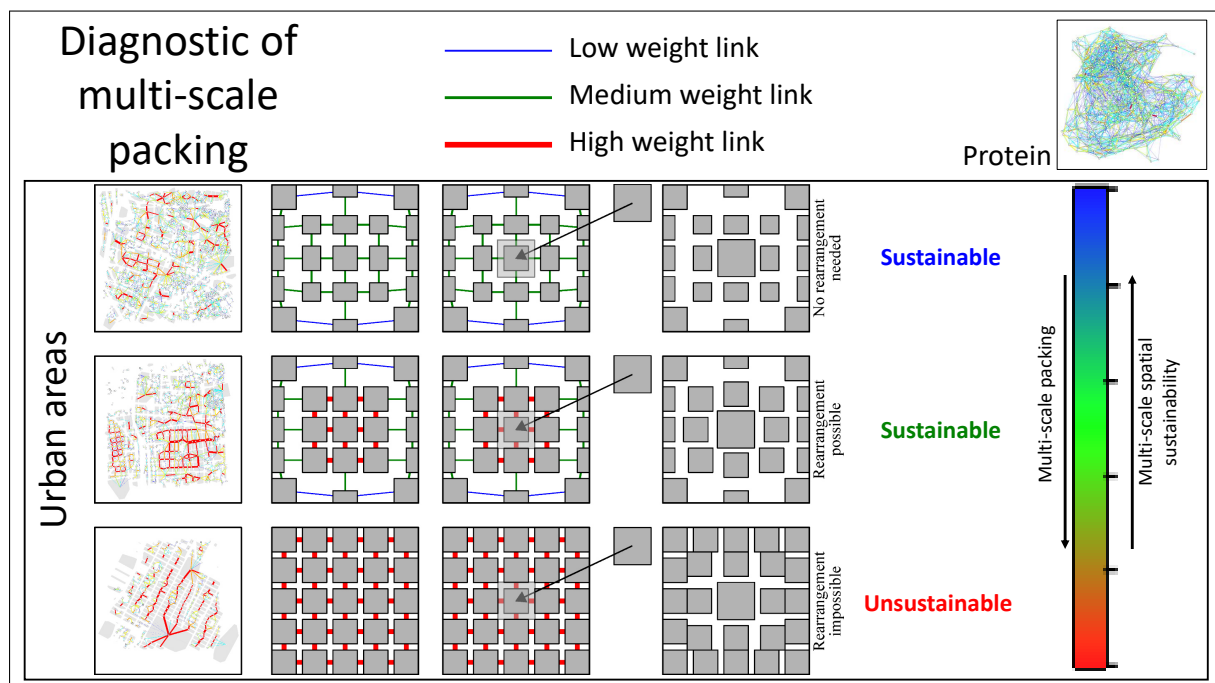 Diagnostic of
multi-scale
packing
Low weight link
Medium weight link
High weight link
Protein
Urban areas
No rearrangement
needed
Sustainable
Rearrangement
possible
Sustainable
Rearrangement
impossible
Unsustainable
Multi-scale packing
Multi-scale spatial
sustainability